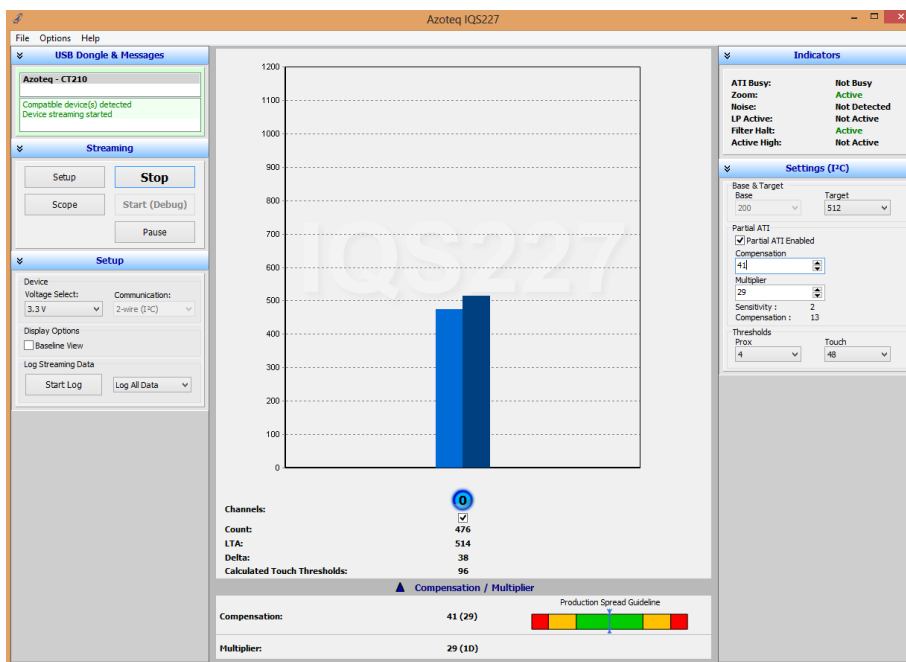 Azoteq IQS227
File Options Help
USB Dongle & Messages
Azoteq - CT210
Compatible device(s) detected
Device streaming started
Streaming
Setup Stop
Scope Start (Debug)
Pause
Setup
Device
Voltage Select: Communication:
3.3 V 2-wire (I²C)
Display Options
Baseline View
Log Streaming Data
Start Log Log All Data
1200
1100
1000
900
800
700
600
500
400
300
200
100
0
IQS227
0
Channels:
Count: 476
LTA: 514
Delta: 38
Calculated Touch Thresholds: 96
Compensation / Multiplier
Production Spread Guideline
Compensation: 41 (29)
Multiplier: 29 (1D)
Indicators
ATI Busy: Not Busy
Zoom: Active
Noise: Not Detected
LP Active: Not Active
Filter Halt: Active
Active High: Not Active
Settings (I²C)
Base & Target
Base Target
200 512
Partial ATI
Partial ATI Enabled
Compensation
41
Multiplier
29
Sensitivity : 2
Compensation : 13
Thresholds
Prox Touch
4 48